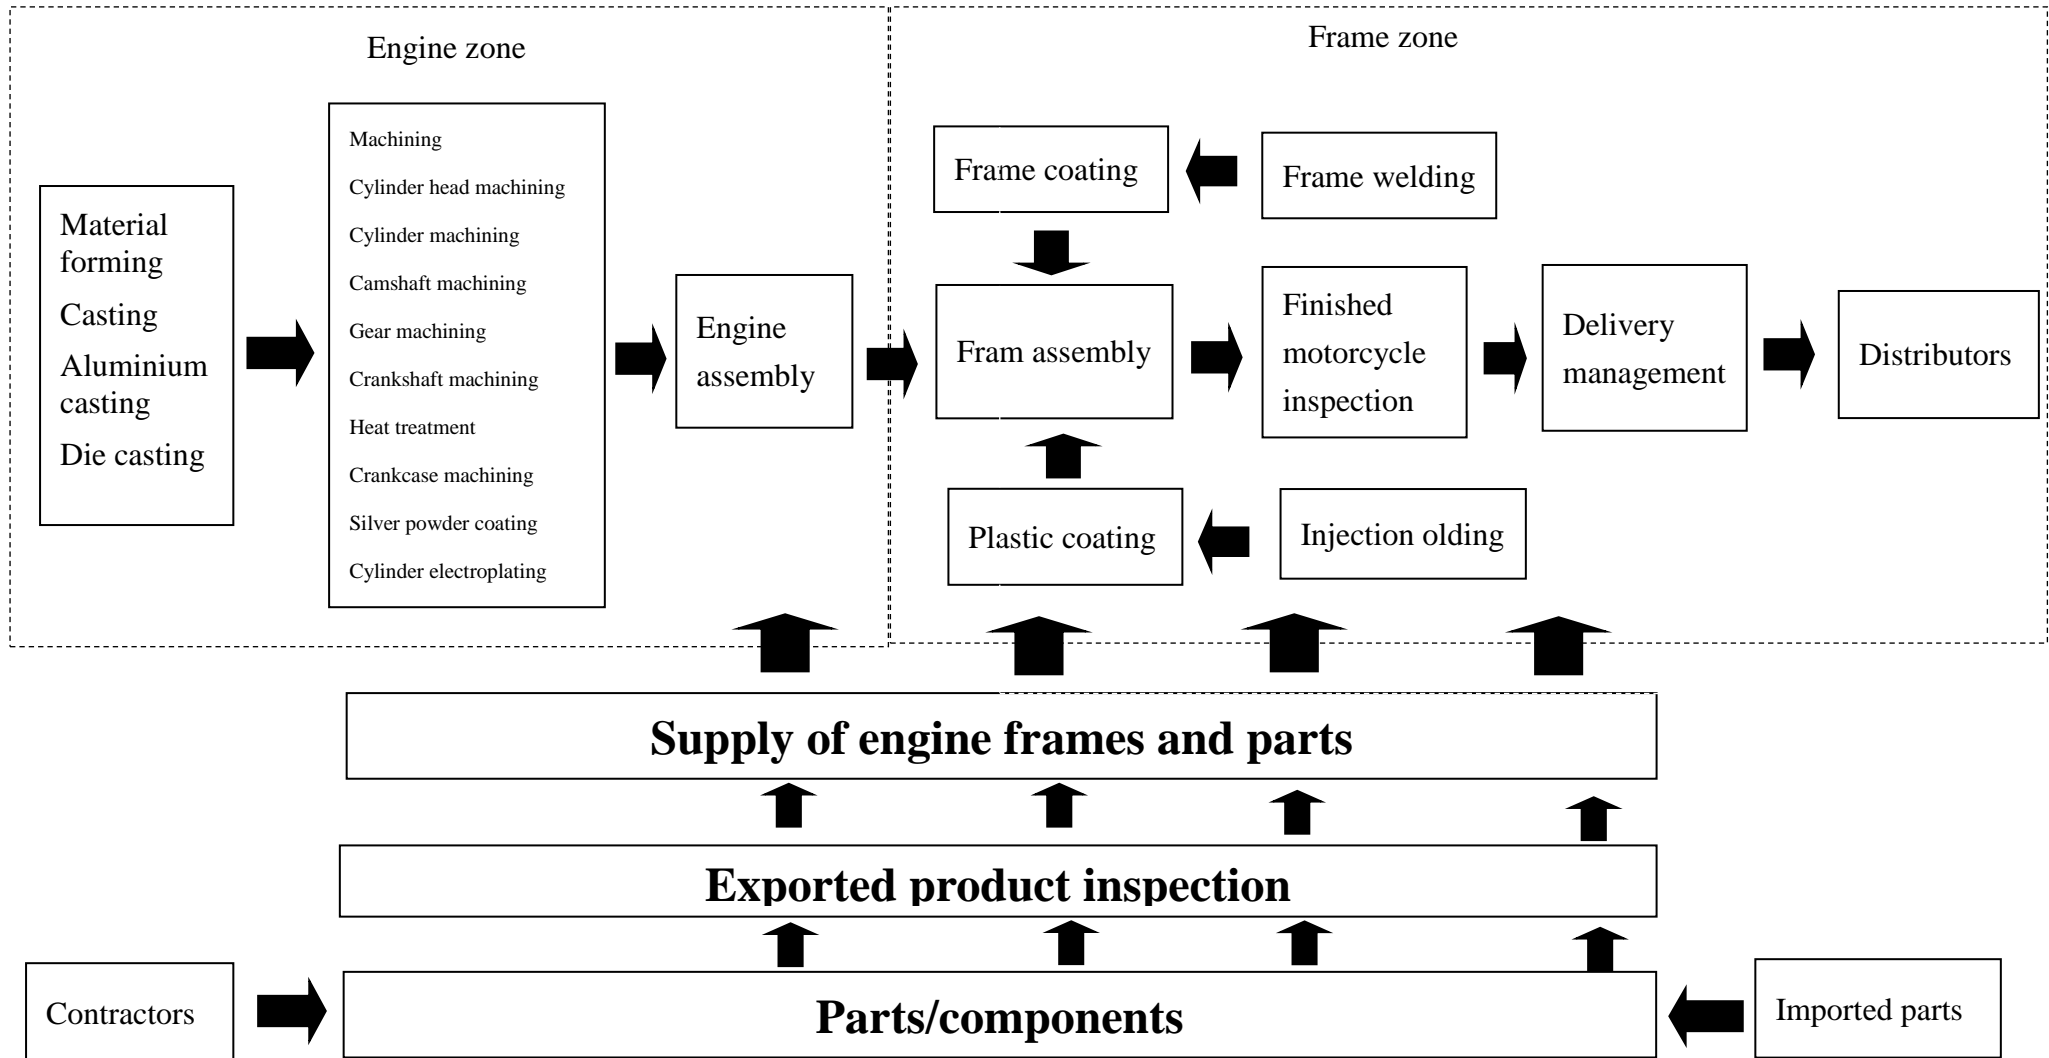 Engine zone
Frame zone
Material
forming
Casting
Aluminium
casting
Die casting
Machining
Cylinder head machining
Cylinder machining
Camshaft machining
Gear machining
Crankshaft machining
Heat treatment
Crankcase machining
Silver powder coating
Cylinder electroplating
Engine
assembly
Frame coating
Frame welding
Fram assembly
Finished
motorcycle
inspection
Delivery
management
Distributors
Plastic coating
Injection olding
Supply of engine frames and parts
Exported product inspection
Contractors
Parts/components
Imported parts